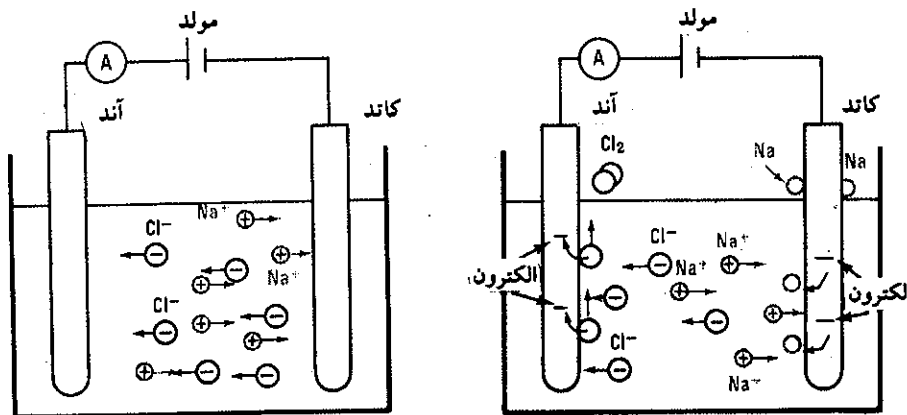 مولد
A
آند
کاتد
Na⁺
Cl⁻
Na⁺
Cl⁻
مولد
A
آند
کاتد
Cl₂
Na
Na
Cl⁻
Na⁺
Na⁺
الکترون
لکترون
Cl⁻
Na⁺